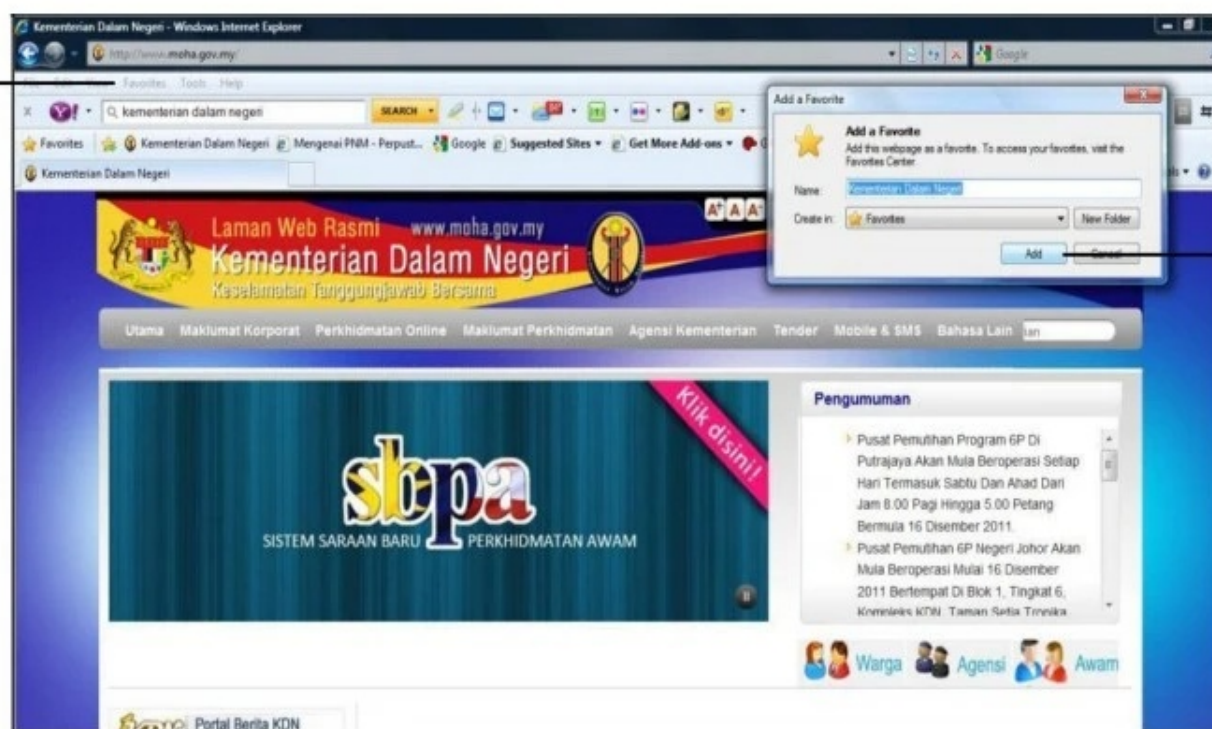 Kementerian Dalam Negeri - Windows Internet Explorer
http://www.moha.gov.my/
Google
Favorites Tools Help
kementerian dalam negeri
SEARCH
Favorites
Kementerian Dalam Negeri
Mengenai PNM - Perpust...
Google
Suggested Sites
Get More Add-ons
Kementerian Dalam Negeri
Add a Favorite
Add a Favorite
Add this webpage as a favorite. To access your favorites, visit the
Favorites Center.
Name: Kementerian Dalam Negeri
Create in: Favorites
New Folder
Add
Cancel
Laman Web Rasmi www.moha.gov.my
Kementerian Dalam Negeri
Keselamatan Tanggungjawab Bersama
A+ A A-
Utama Maklumat Korporat Perkhidmatan Online Maklumat Perkhidmatan Agensi Kementerian Tender Mobile & SMS Bahasa Lain
Klik disini!
sbpa
SISTEM SARAAN BARU PERKHIDMATAN AWAM
Pengumuman
Pusat Pemutihan Program 6P Di
Putrajaya Akan Mula Beroperasi Setiap
Hari Termasuk Sabtu Dan Ahad Dari
Jam 8.00 Pagi Hingga 5.00 Petang
Bermula 16 Disember 2011.
Pusat Pemutihan 6P Negeri Johor Akan
Mula Beroperasi Mulai 16 Disember
2011 Bertempat Di Blok 1, Tingkat 6,
Kompleks KDN, Taman Setia Tropika
Warga Agensi Awam
Portal Berita KDN